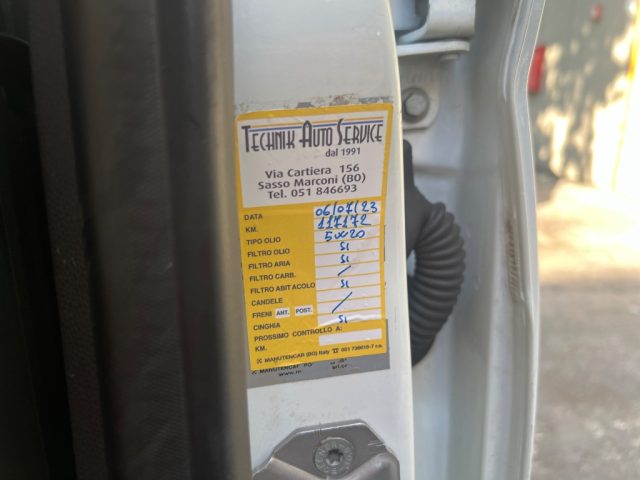 TECHNIK AUTO SERVICE
dal 1991
Via Cartiera 156
Sasso Marconi (BO)
Tel. 051 846693
DATA 06/07/23
KM. 117172
TIPO OLIO 5W20
FILTRO OLIO SI
FILTRO ARIA SI
FILTRO CARB. /
FILTRO ABITACOLO SI
CANDELE /
FRENI ANT. POST.
CINGHIA SI
PROSSIMO CONTROLLO A:
KM.
MANUTENCAR (BO) Italy
MANUTENCAR